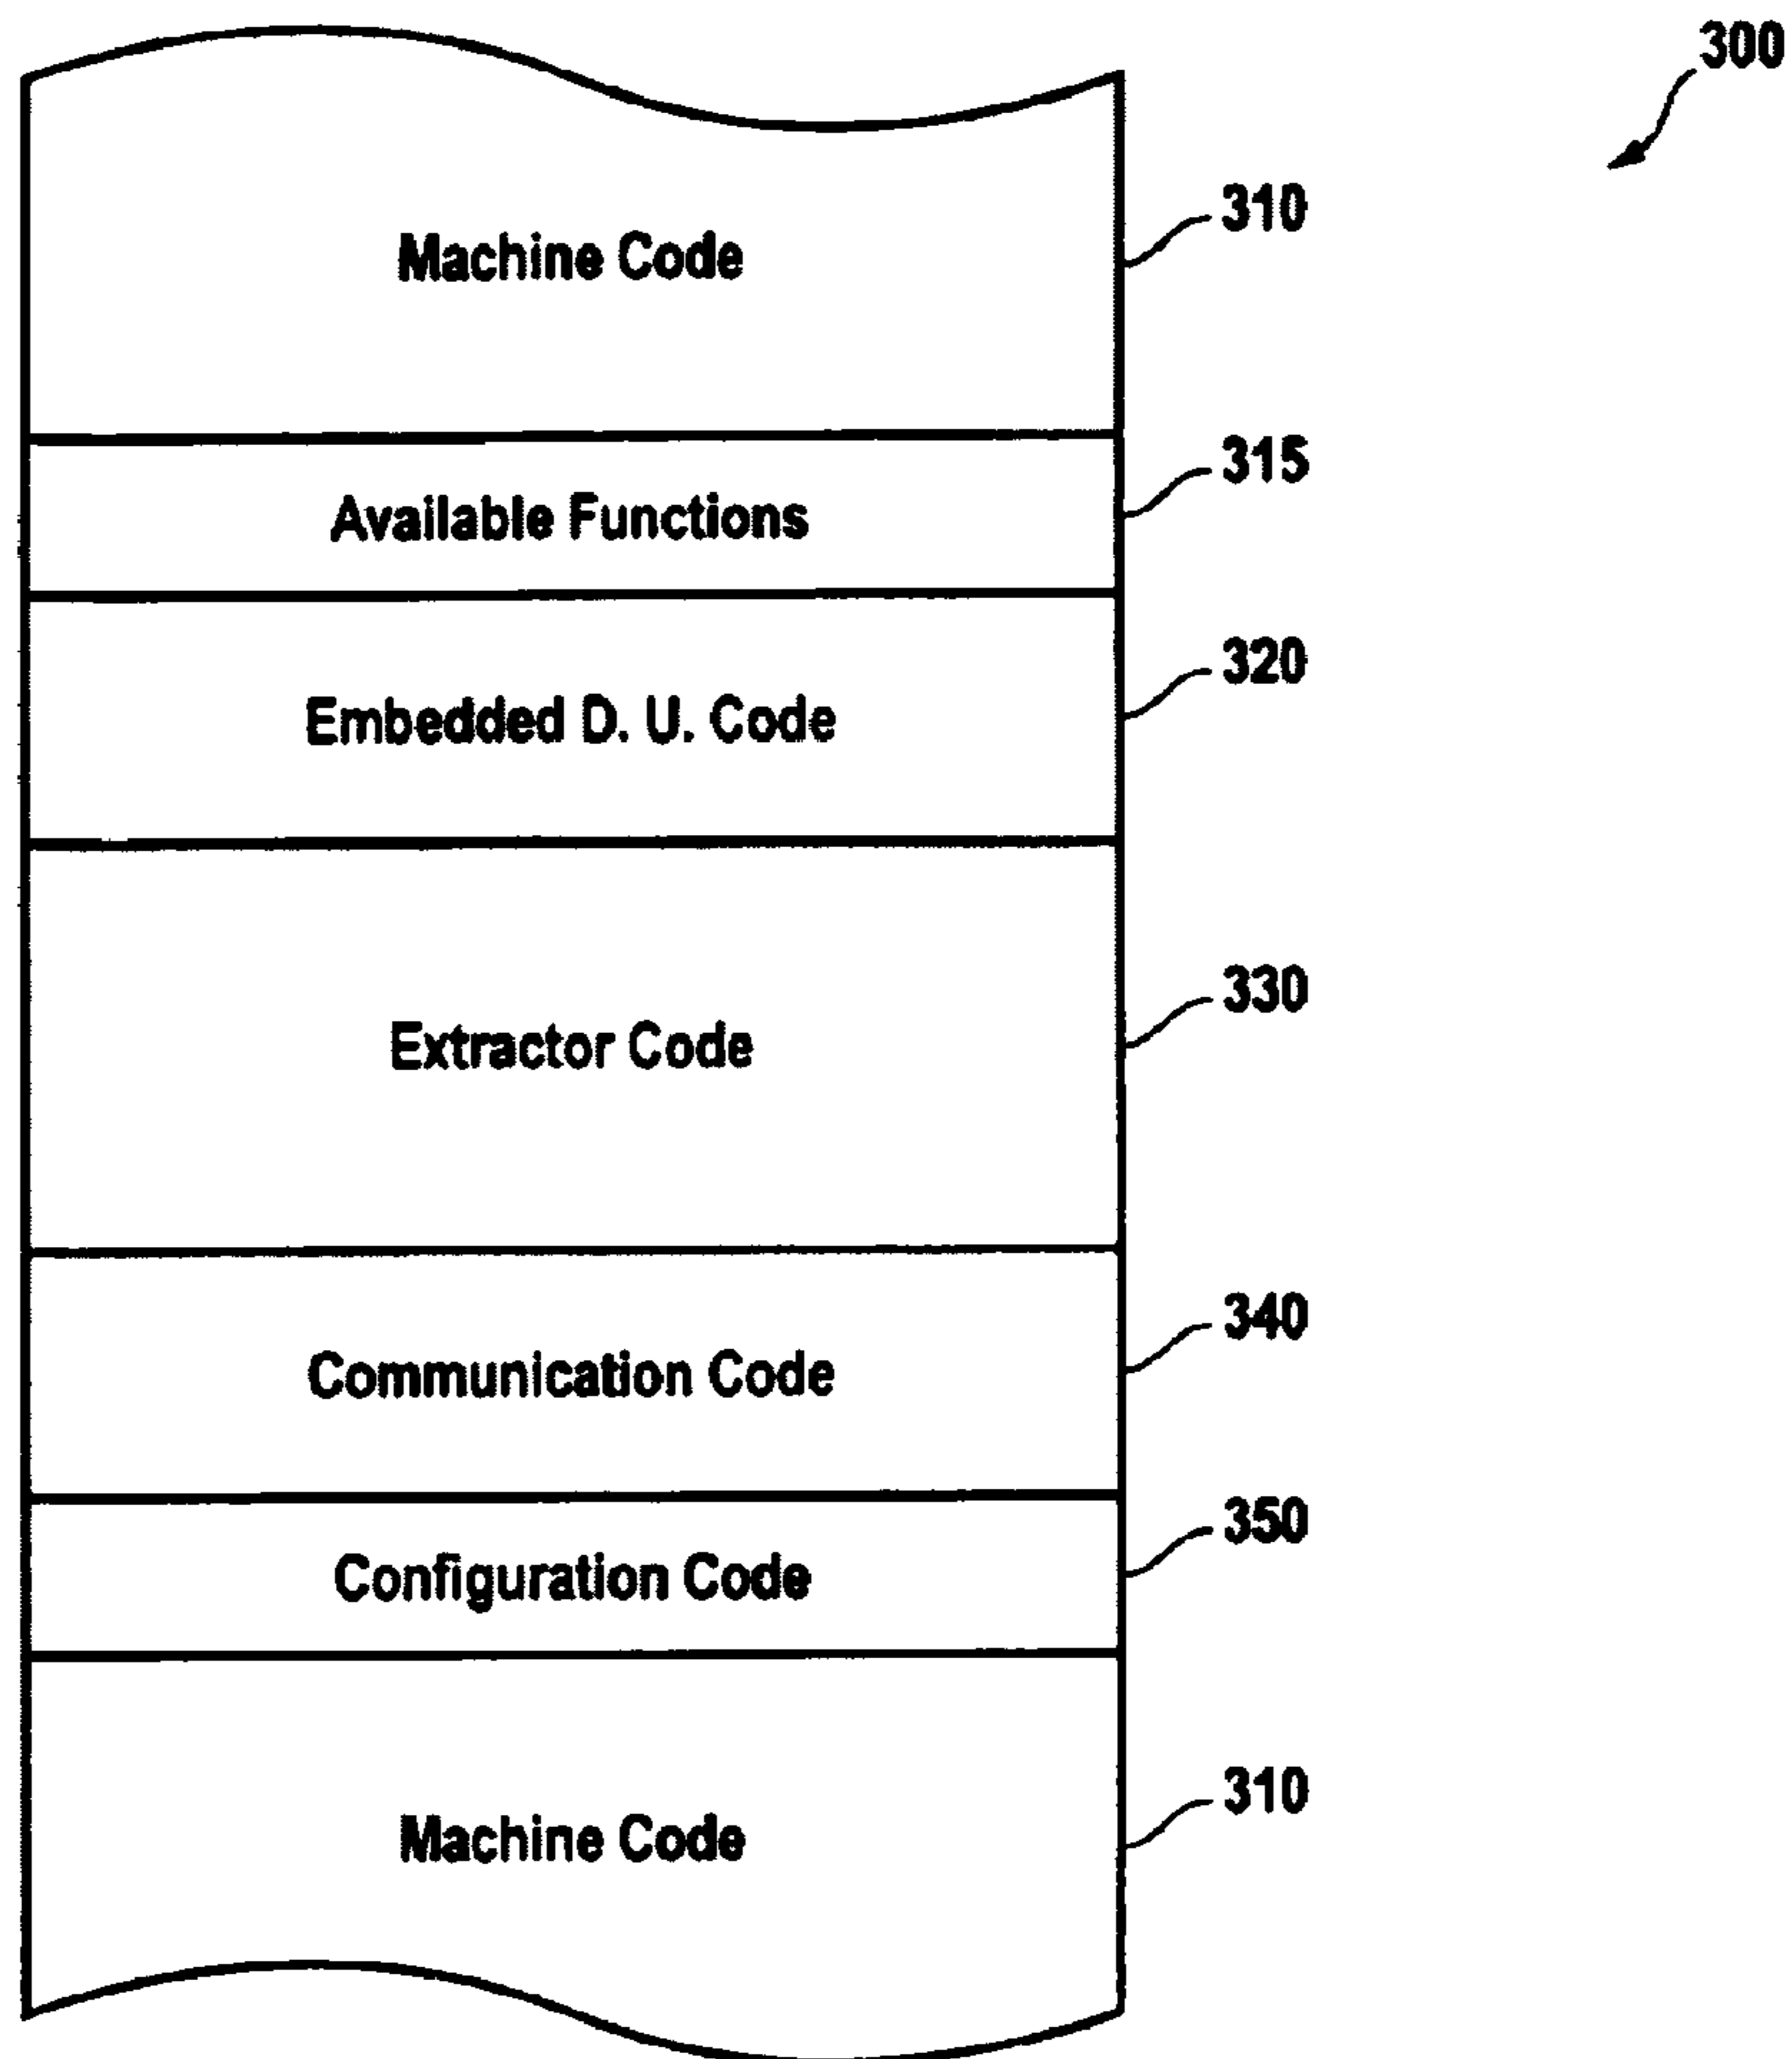 300
310
Machine Code
315
Available Functions
320
Embedded D. U. Code
330
Extractor Code
340
Communication Code
350
Configuration Code
310
Machine Code